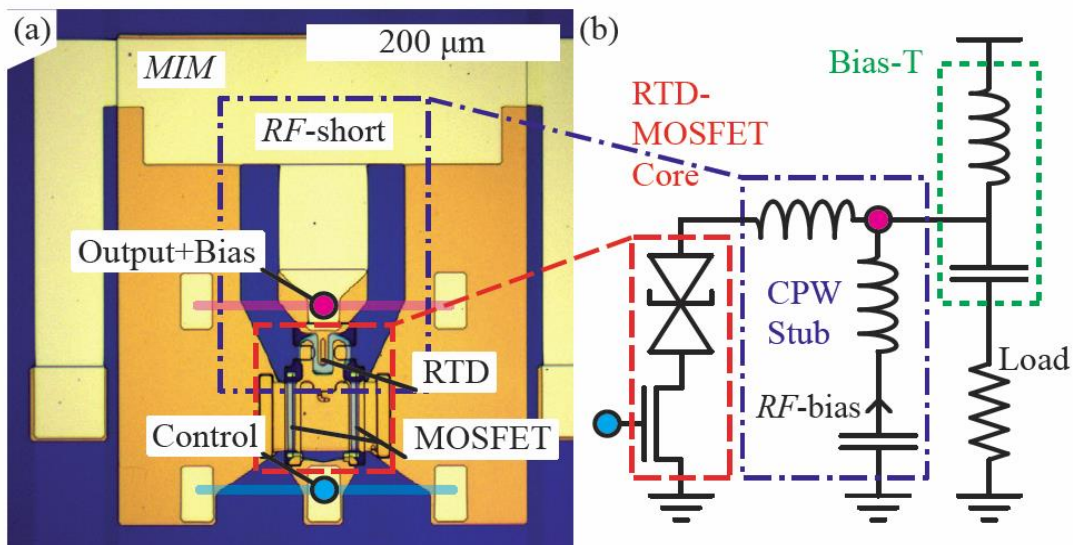 (a)
200 μm
MIM
RF-short
Output+Bias
RTD
Control
MOSFET
(b)
Bias-T
RTD-
MOSFET
Core
CPW
Stub
Load
RF-bias